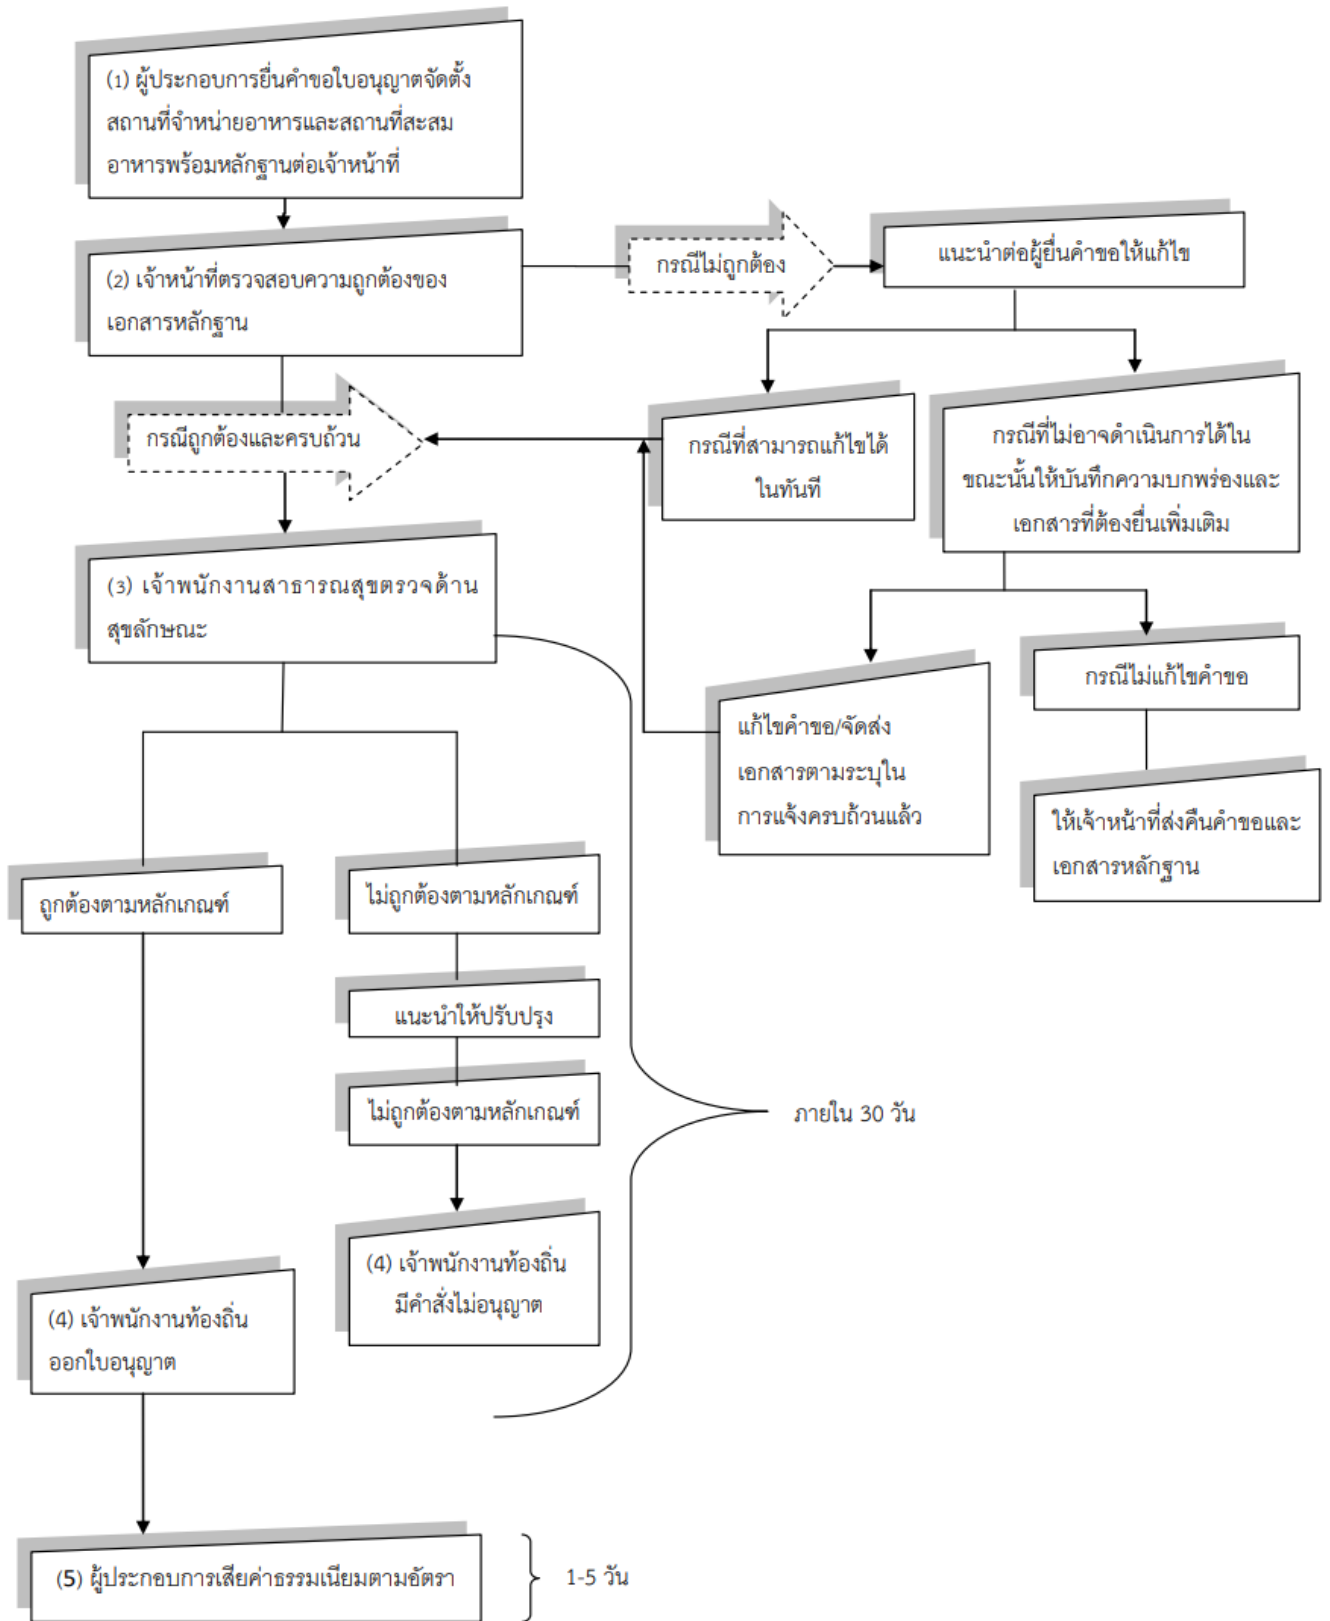 (1) ผู้ประกอบการยื่นคำขอใบอนุญาตจัดตั้ง
สถานที่จำหน่ายอาหารและสถานที่สะสม
อาหารพร้อมหลักฐานต่อเจ้าหน้าที่
(2) เจ้าหน้าที่ตรวจสอบความถูกต้องของ
เอกสารหลักฐาน
กรณีไม่ถูกต้อง
แนะนำต่อผู้ยื่นคำขอให้แก้ไข
กรณีถูกต้องและครบถ้วน
กรณีที่สามารถแก้ไขได้
ในทันที
กรณีที่ไม่อาจดำเนินการได้ใน
ขณะนั้นให้บันทึกความบกพร่องและ
เอกสารที่ต้องยื่นเพิ่มเติม
(3) เจ้าพนักงานสาธารณสุขตรวจด้าน
สุขลักษณะ
แก้ไขคำขอ/จัดส่ง
เอกสารตามระบุใน
การแจ้งครบถ้วนแล้ว
กรณีไม่แก้ไขคำขอ
ให้เจ้าหน้าที่ส่งคืนคำขอและ
เอกสารหลักฐาน
ถูกต้องตามหลักเกณฑ์
ไม่ถูกต้องตามหลักเกณฑ์
แนะนำให้ปรับปรุง
ไม่ถูกต้องตามหลักเกณฑ์
ภายใน 30 วัน
(4) เจ้าพนักงานท้องถิ่น
มีคำสั่งไม่อนุญาต
(4) เจ้าพนักงานท้องถิ่น
ออกใบอนุญาต
(5) ผู้ประกอบการเสียค่าธรรมเนียมตามอัตรา
1-5 วัน